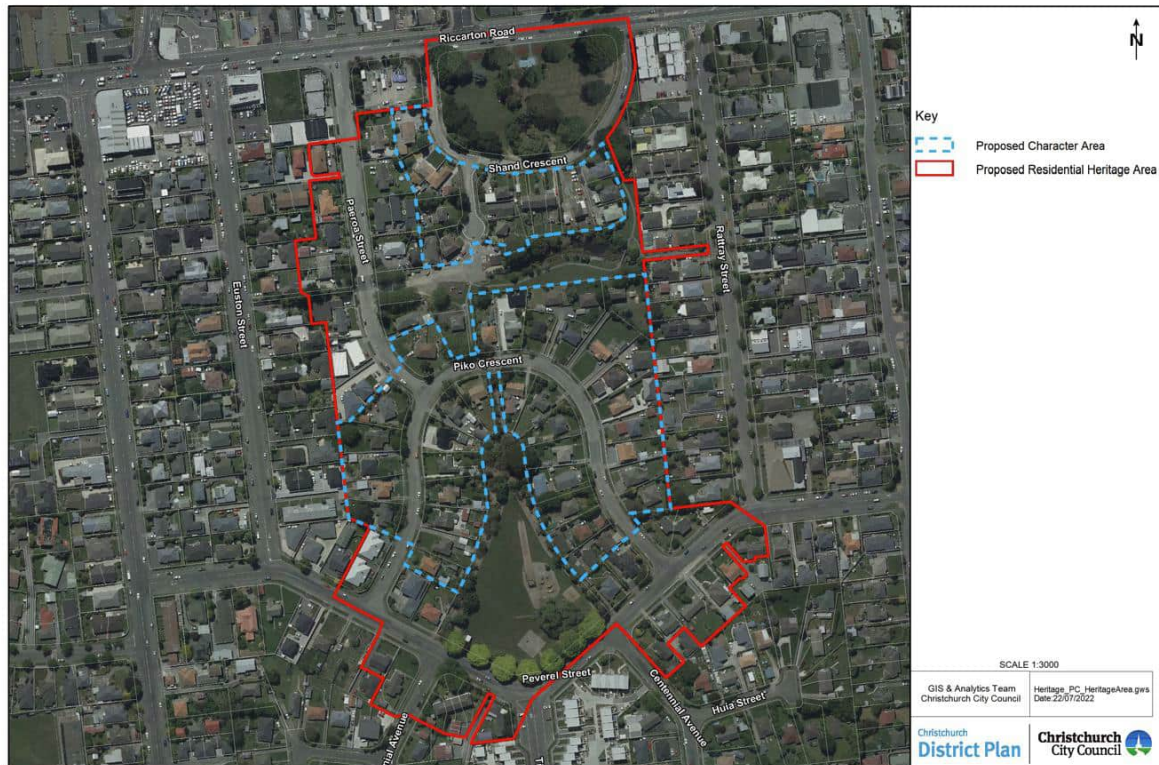 Riccarton Road
Shand Crescent
Paeroa Street
Euston Street
Rattray Street
Piko Crescent
Peverel Street
Centennial Avenue
Huia Street
nial Avenue
N
Key
Proposed Character Area
Proposed Residential Heritage Area
SCALE 1:3000
GIS & Analytics Team
Christchurch City Council
Heritage_PC_HeritageArea.gws
Date:22/07/2022
Christchurch
District Plan
Christchurch
City Council